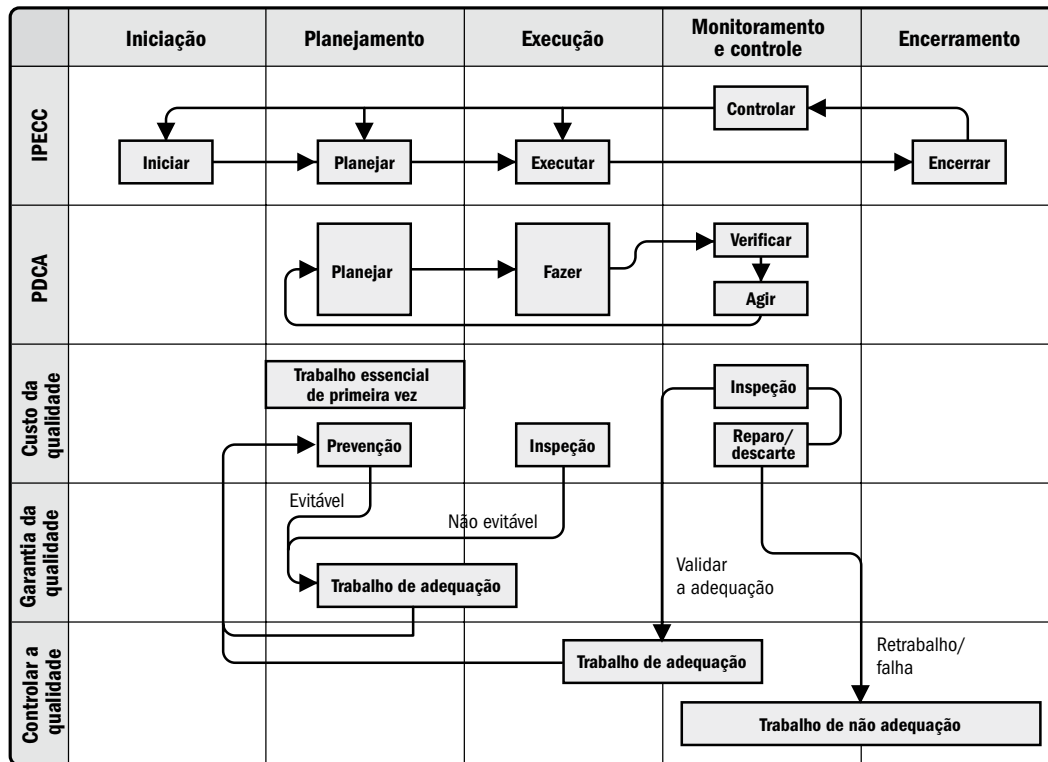 Iniciação
Planejamento
Execução
Monitoramento
e controle
Encerramento
IPECC
Controlar
Iniciar
Planejar
Executar
Encerrar
PDCA
Planejar
Fazer
Verificar
Agir
Custo da
qualidade
Trabalho essencial
de primeira vez
Inspeção
Prevenção
Inspeção
Reparo/
descarte
Garantia da
qualidade
Evitável
Não evitável
Trabalho de adequação
Validar
a adequação
Controlar a
qualidade
Trabalho de adequação
Retrabalho/
falha
Trabalho de não adequação